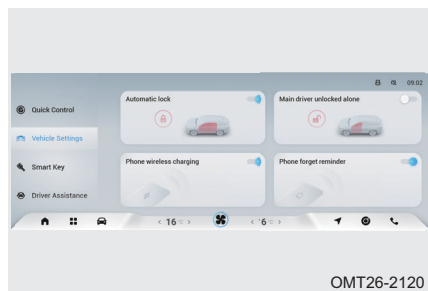 09:02
Quick Control
Automatic lock
Main driver unlocked alone
Vehicle Settings
Smart Key
Phone wireless charging
Phone forget reminder
Driver Assistance
< 16 °C >
6 °C >
OMT26-2120